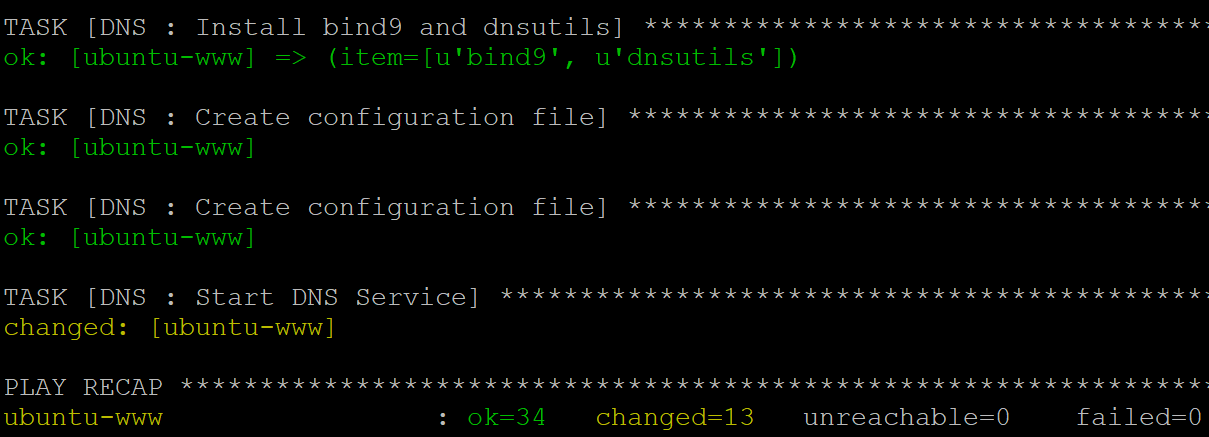 TASK [DNS : Install bind9 and dnsutils] ************************************
ok: [ubuntu-www] => (item=[u'bind9', u'dnsutils'])
TASK [DNS : Create configuration file] *************************************
ok: [ubuntu-www]
TASK [DNS : Create configuration file] *************************************
ok: [ubuntu-www]
TASK [DNS : Start DNS Service] *********************************************
changed: [ubuntu-www]
PLAY RECAP *****************************************************************
ubuntu-www : ok=34 changed=13 unreachable=0 failed=0